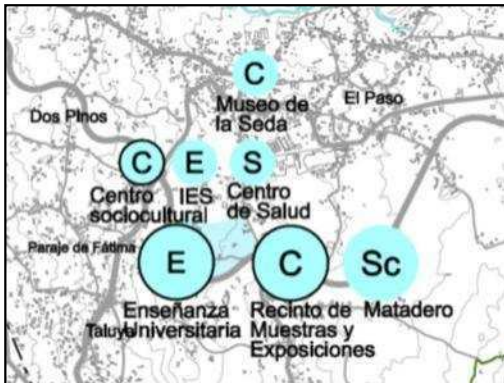 C
Museo de
la Seda
El Paso
Dos Pinos
C
E
S
Centro
sociocultural
IES
Centro
de Salud
Paraje de Fátima
E
C
Sc
Enseñanza
Universitaria
Recinto de
Muestras y
Exposiciones
Matadero